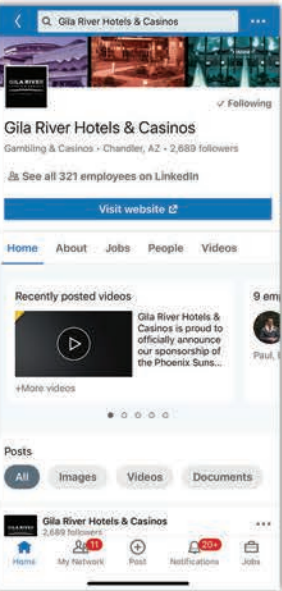 Gila River Hotels & Casinos
GILA RIVER
Following
Gila River Hotels & Casinos
Gambling & Casinos • Chandler, AZ • 2,689 followers
See all 321 employees on LinkedIn
Visit website
Home About Jobs People Videos
Recently posted videos
9 em
Gila River Hotels &
Casinos is proud to
officially announce
our sponsorship of
the Phoenix Suns...
Paul,
+More videos
Posts
All Images Videos Documents
Gila River Hotels & Casinos
2,689 followers
11 20+
Home My Network Post Notifications Jobs